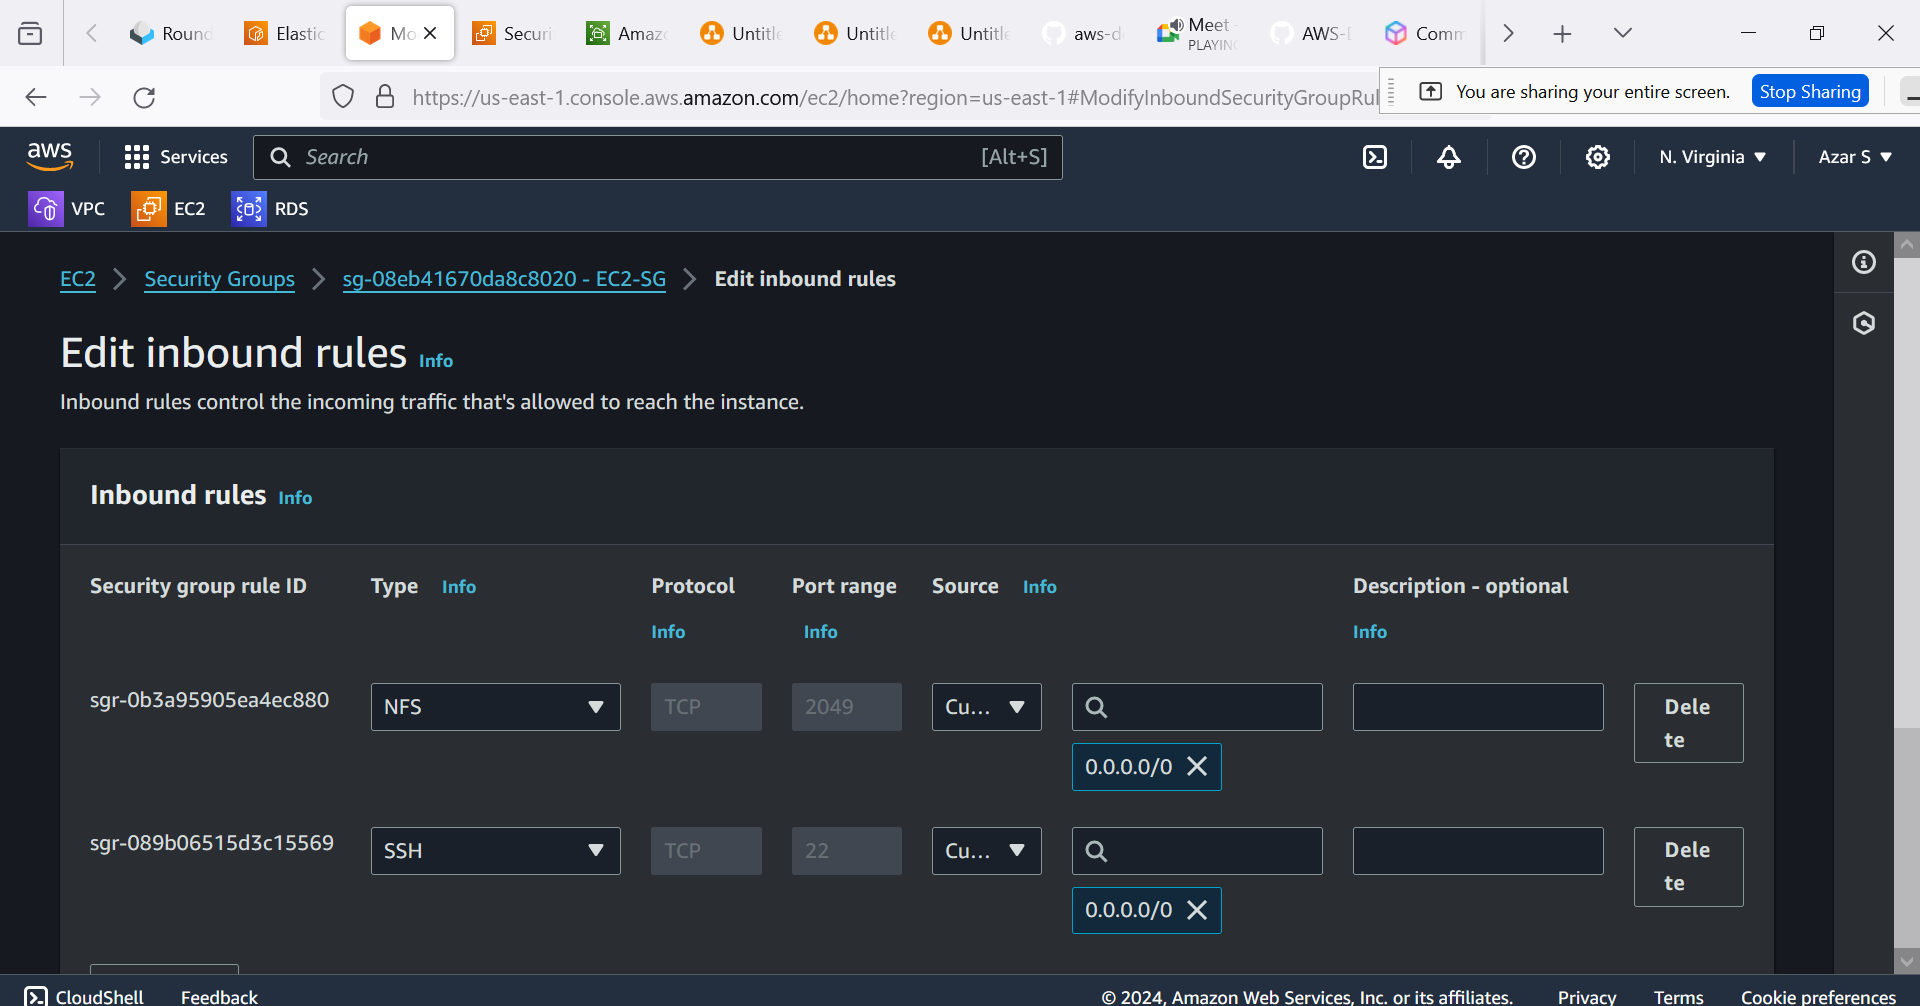 Round
Elastic
Mo
Securi
Amaz
Untitle
Untitle
Untitle
aws-d
Meet -
PLAYING
AWS-D
Comm
https://us-east-1.console.aws.amazon.com/ec2/home?region=us-east-1#ModifyInboundSecurityGroupRul
You are sharing your entire screen.
Stop Sharing
aws
Services
Search
[Alt+S]
N. Virginia
Azar S
VPC
EC2
RDS
EC2
Security Groups
sg-08eb41670da8c8020 - EC2-SG
Edit inbound rules
Edit inbound rules Info
Inbound rules control the incoming traffic that's allowed to reach the instance.
Inbound rules Info
Security group rule ID
Type Info
Protocol
Info
Port range
Info
Source Info
Description - optional
Info
sgr-0b3a95905ea4ec880
NFS
TCP
2049
Cu...
0.0.0.0/0
Dele
te
sgr-089b06515d3c15569
SSH
TCP
22
Cu...
0.0.0.0/0
Dele
te
CloudShell
Feedback
© 2024, Amazon Web Services, Inc. or its affiliates.
Privacy
Terms
Cookie preferences